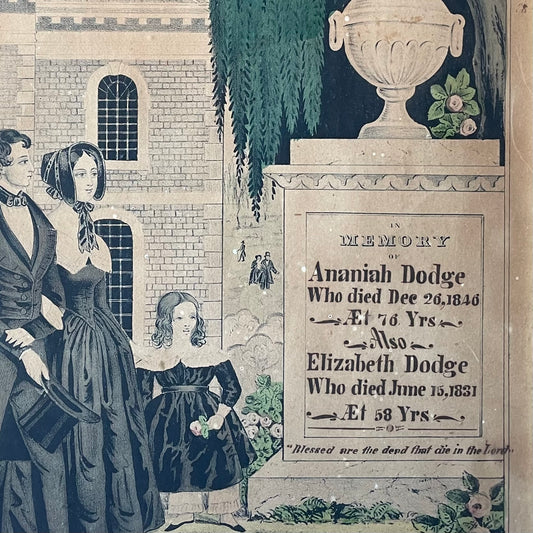 IN
MEMORY
OF
Ananiah Dodge
Who died Dec 26, 1846
Æt 76 Yrs
Also
Elizabeth Dodge
Who died June 15, 1831
Æt 58 Yrs
"Blessed are the dead that die in the Lord"